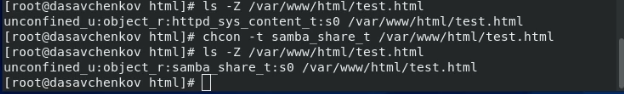 [root@dasavchenkov html]# ls -Z /var/www/html/test.html
unconfined_u:object_r:httpd_sys_content_t:s0 /var/www/html/test.html
[root@dasavchenkov html]# chcon -t samba_share_t /var/www/html/test.html
[root@dasavchenkov html]# ls -Z /var/www/html/test.html
unconfined_u:object_r:samba_share_t:s0 /var/www/html/test.html
[root@dasavchenkov html]#